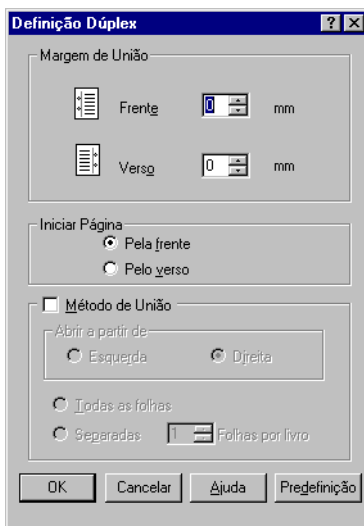 Definição Dúplex
Margem de União
Frente 0 mm
Verso 0 mm
Iniciar Página
Pela frente
Pelo verso
Método de União
Abrir a partir de
Esquerda Direita
Todas as folhas
Separadas 1 Folhas por livro
OK Cancelar Ajuda Predefinição